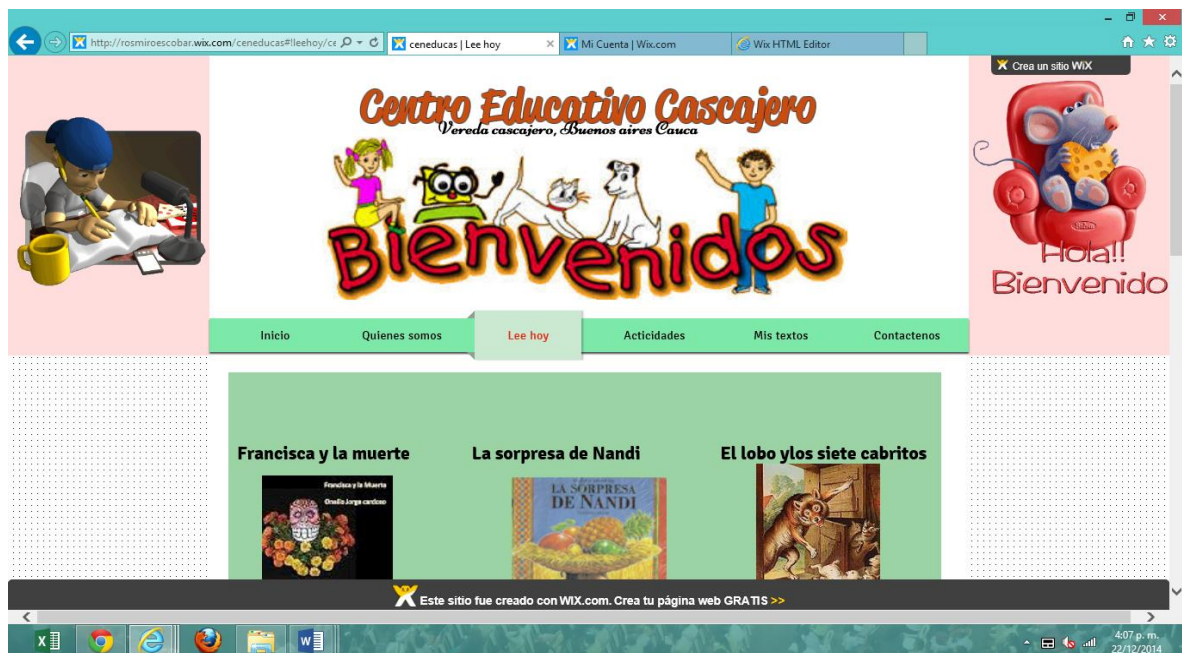 http://rosmiroescobar.wix.com/ceneducas#!leehoy/ce
ceneducas | Lee hoy
Mi Cuenta | Wix.com
Wix HTML Editor
Crea un sitio WiX
Centro Educativo Cascajero
Vereda cascajero, Buenos aires Cauca
Bienvenidos
Hola!!
Bienvenido
Inicio Quienes somos Lee hoy Acticidades Mis textos Contactenos
Francisca y la muerte La sorpresa de Nandi El lobo ylos siete cabritos
Francisca y la Muerte
Onelio Jorge cardoso
LA SORPRESA
DE NANDI
Este sitio fue creado con WIX.com. Crea tu página web GRATIS >>
4:07 p. m.
22/12/2014